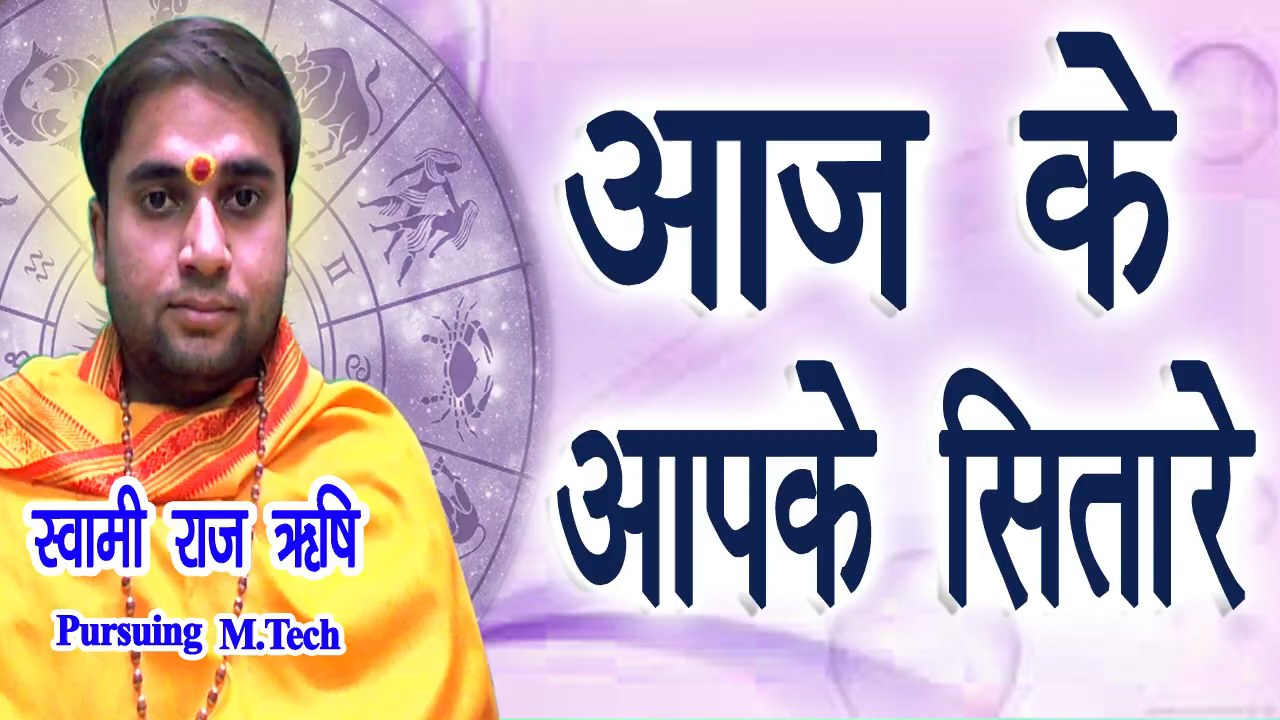 आज के
आपके सितारे
स्वामी राज ऋषि
Pursuing M.Tech